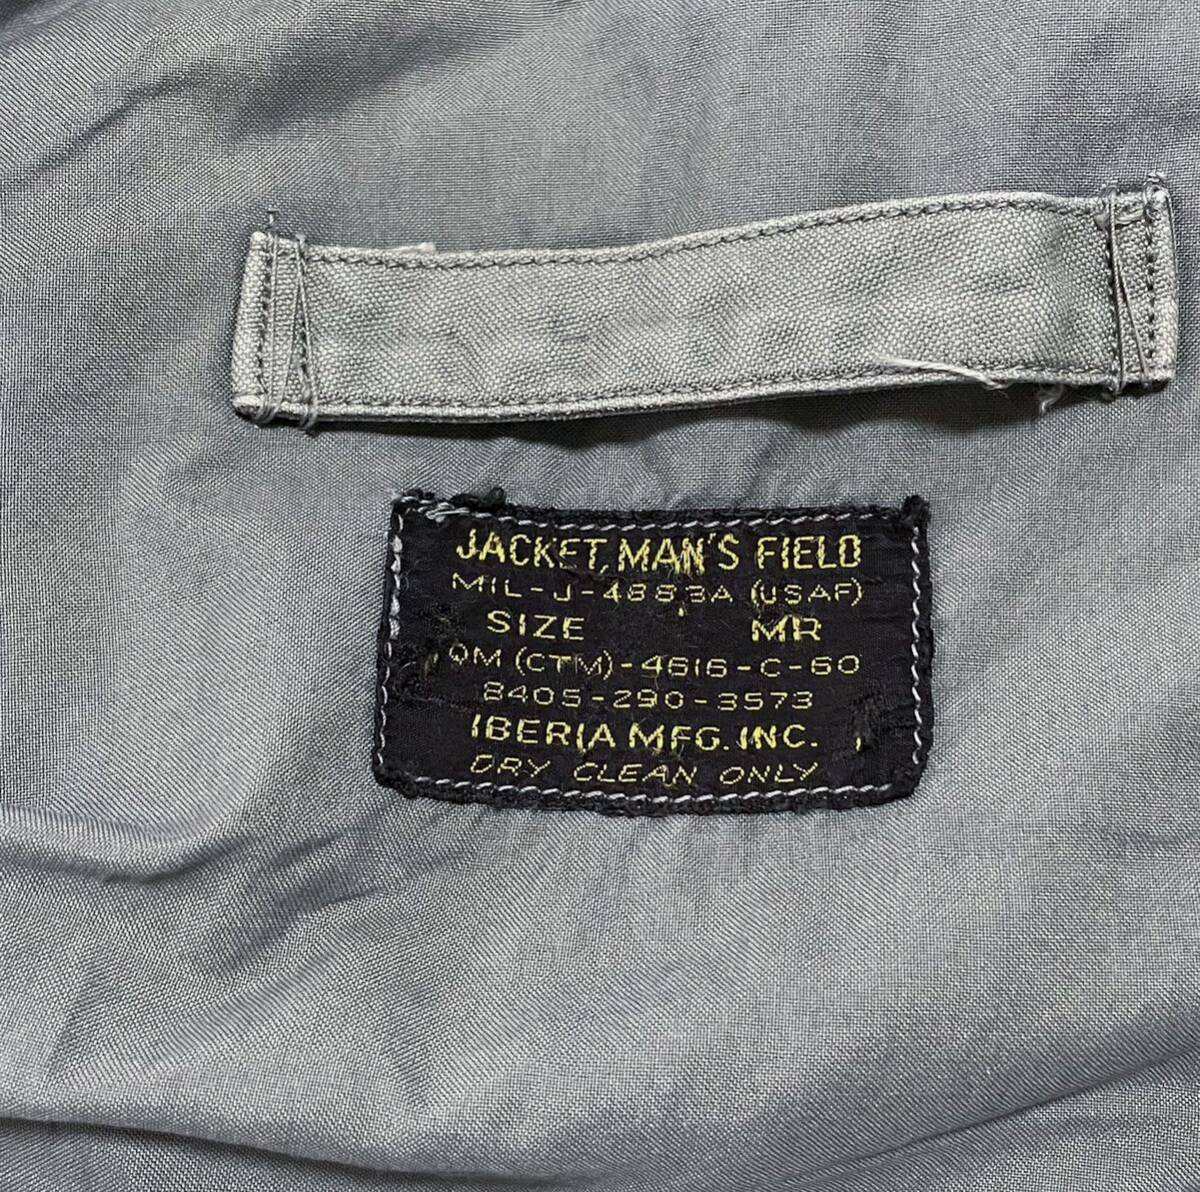 JACKET, MAN'S FIELD
MIL-J-4883A (USAF)
SIZE MR
QM (CTM)-4616-C-60
8405-290-3573
IBERIA MFG. INC.
DRY CLEAN ONLY